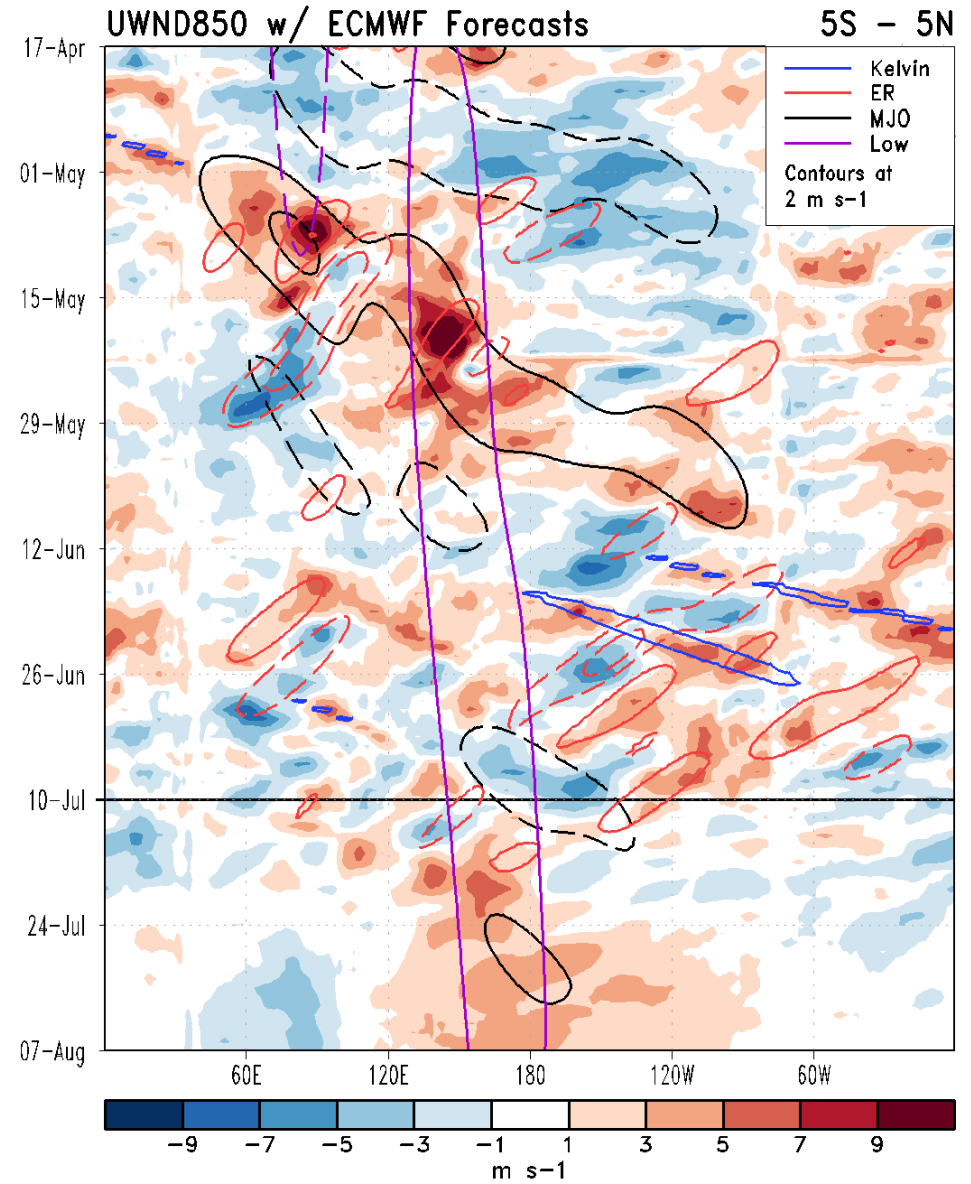 UWND850 w/ ECMWF Forecasts 5S - 5N
17-Apr
Kelvin
ER
MJO
Low
Contours at
2 m s-1
01-May
15-May
29-May
12-Jun
26-Jun
10-Jul
24-Jul
07-Aug
60E 120E 180 120W 60W
-9 -7 -5 -3 -1 1 3 5 7 9
m s-1